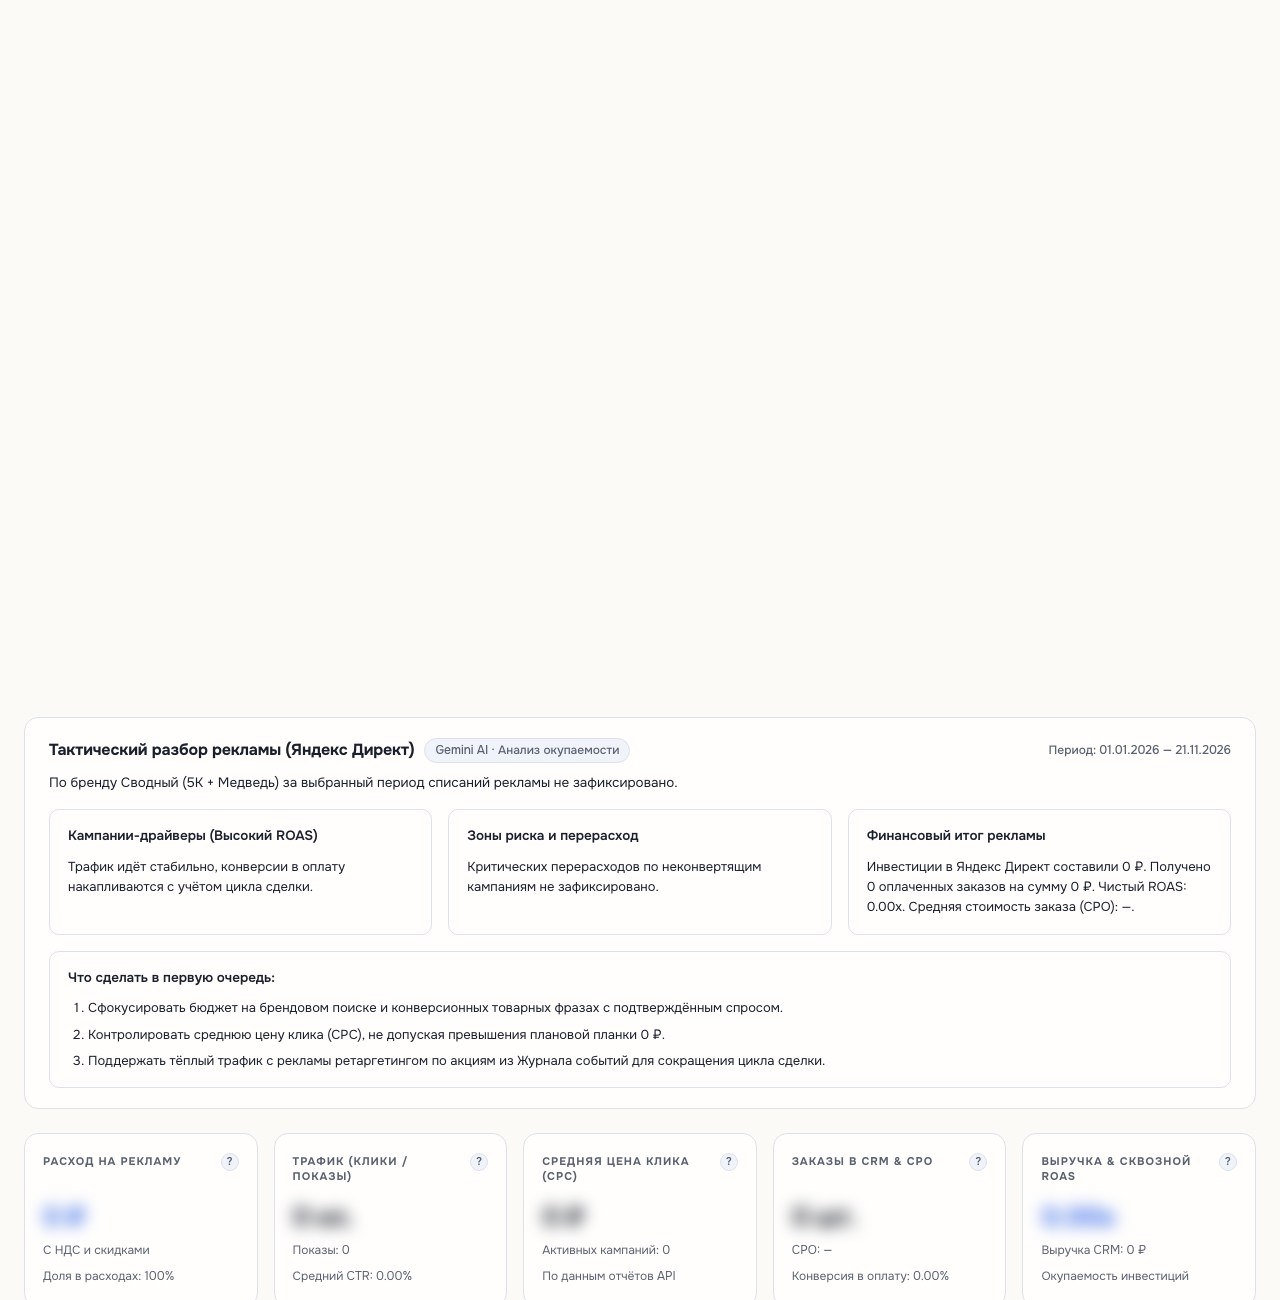 Тактический разбор рекламы (Яндекс Директ)
Gemini AI · Анализ окупаемости
Период: 01.01.2026 — 21.11.2026
По бренду Сводный (5К + Медведь) за выбранный период списаний рекламы не зафиксировано.
Кампании-драйверы (Высокий ROAS)
Трафик идёт стабильно, конверсии в оплату
накапливаются с учётом цикла сделки.
Зоны риска и перерасход
Критических перерасходов по неконвертящим
кампаниям не зафиксировано.
Финансовый итог рекламы
Инвестиции в Яндекс Директ составили 0 ₽. Получено
0 оплаченных заказов на сумму 0 ₽. Чистый ROAS:
0.00x. Средняя стоимость заказа (CPO): —.
Что сделать в первую очередь:
1. Сфокусировать бюджет на брендовом поиске и конверсионных товарных фразах с подтверждённым спросом.
2. Контролировать среднюю цену клика (CPC), не допуская превышения плановой планки 0 ₽.
3. Поддержать тёплый трафик с рекламы ретаргетингом по акциям из Журнала событий для сокращения цикла сделки.
РАСХОД НА РЕКЛАМУ
?
0 ₽
С НДС и скидками
Доля в расходах: 100%
ТРАФИК (КЛИКИ /
ПОКАЗЫ)
?
Показы: 0
Средний CTR: 0.00%
СРЕДНЯЯ ЦЕНА КЛИКА
(CPC)
?
0 ₽
Активных кампаний: 0
По данным отчётов API
ЗАКАЗЫ В CRM & CPO
?
CPO: —
Конверсия в оплату: 0.00%
ВЫРУЧКА & СКВОЗНОЙ
ROAS
?
0.00x
Выручка CRM: 0 ₽
Окупаемость инвестиций